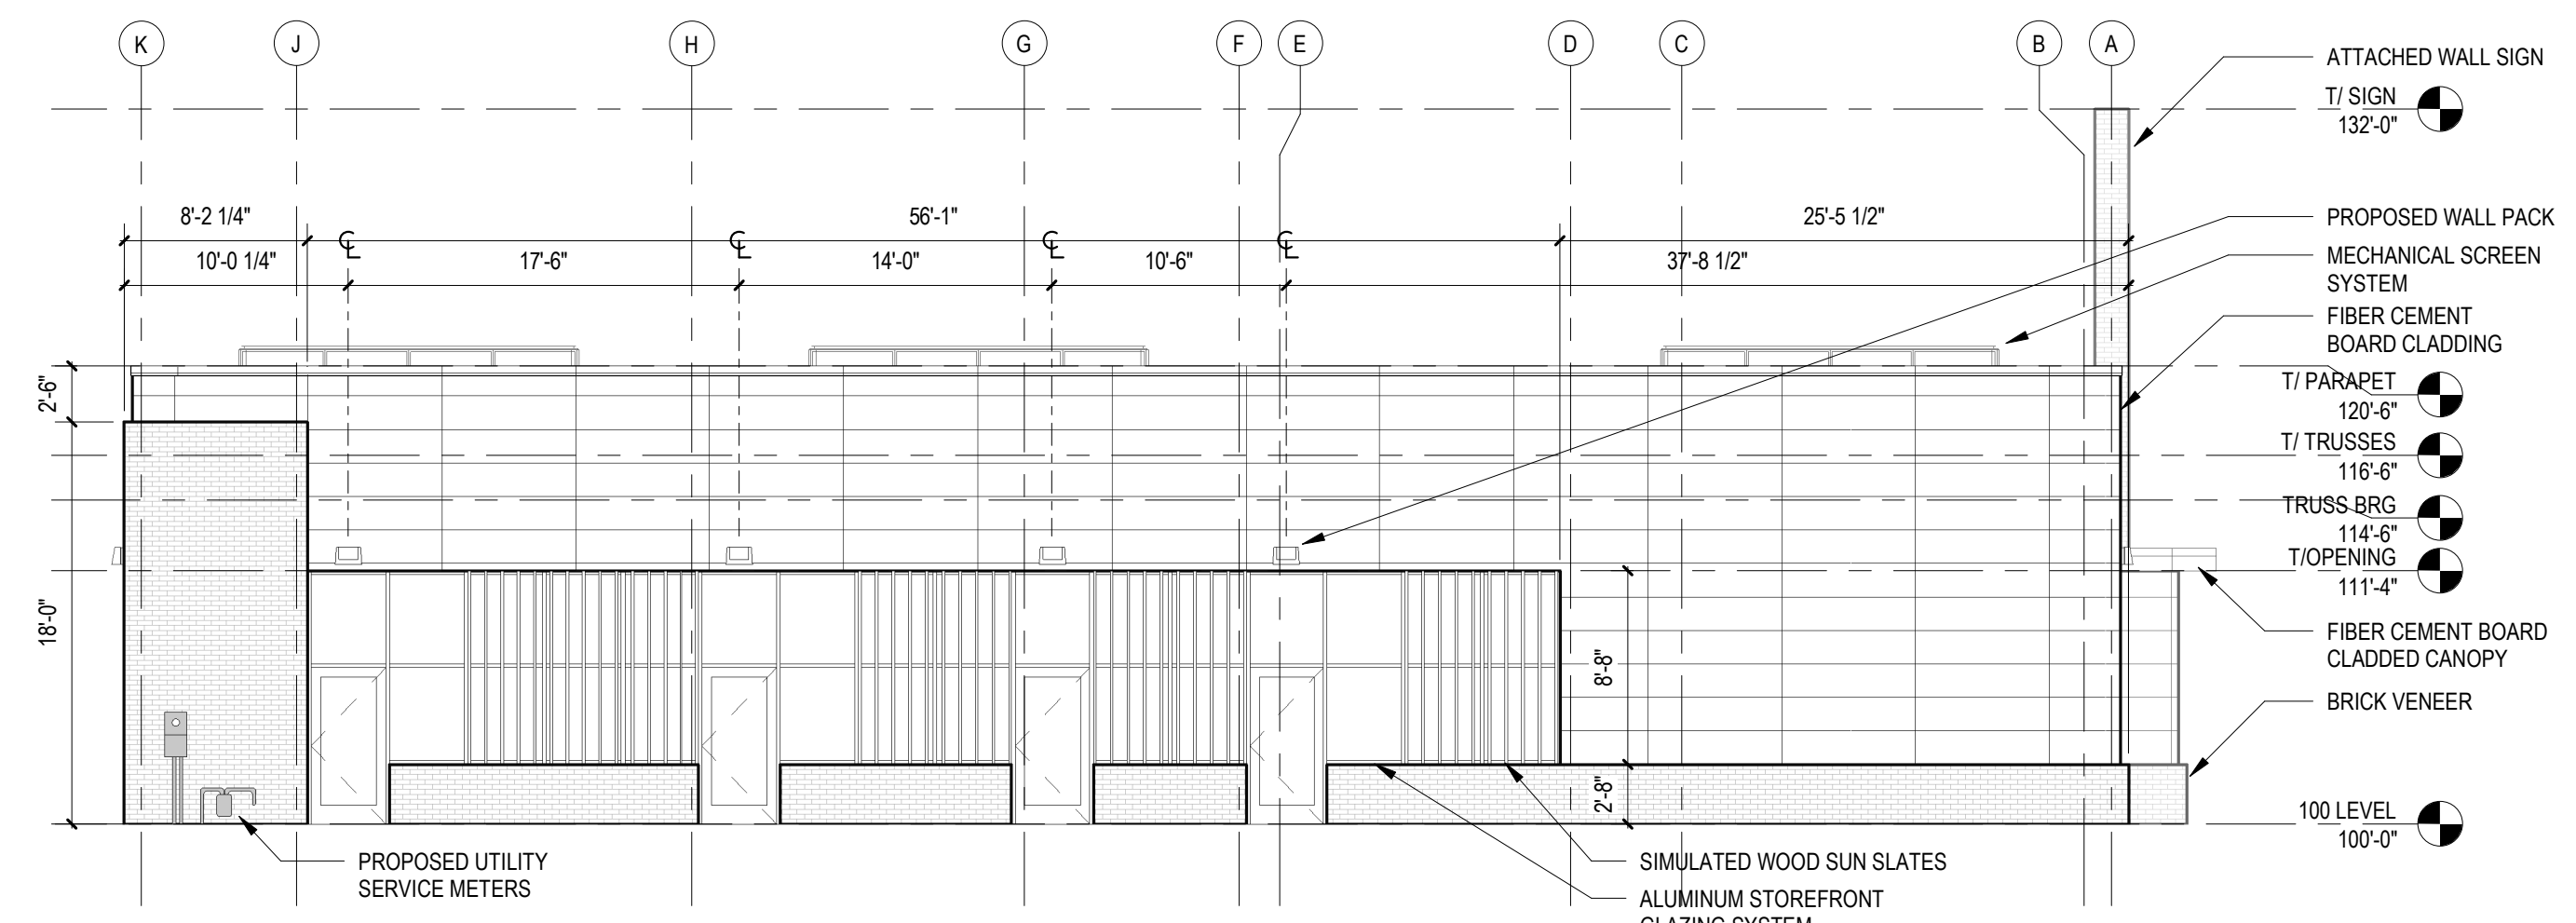 K J H G F E D C B A
ATTACHED WALL SIGN
T/ SIGN
132'-0"
8'-2 1/4" 56'-1" 25'-5 1/2"
PROPOSED WALL PACK
10'-0 1/4" 17'-6" 14'-0" 10'-6" 37'-8 1/2"
MECHANICAL SCREEN
SYSTEM
FIBER CEMENT
BOARD CLADDING
2'-6"
T/ PARAPET
120'-6"
T/ TRUSSES
116'-6"
TRUSS BRG
114'-6"
T/OPENING
111'-4"
18'-0"
8'-8"
FIBER CEMENT BOARD
CLADDED CANOPY
BRICK VENEER
2'-8"
100 LEVEL
100'-0"
PROPOSED UTILITY
SERVICE METERS
SIMULATED WOOD SUN SLATES
ALUMINUM STOREFRONT
GLAZING SYSTEM